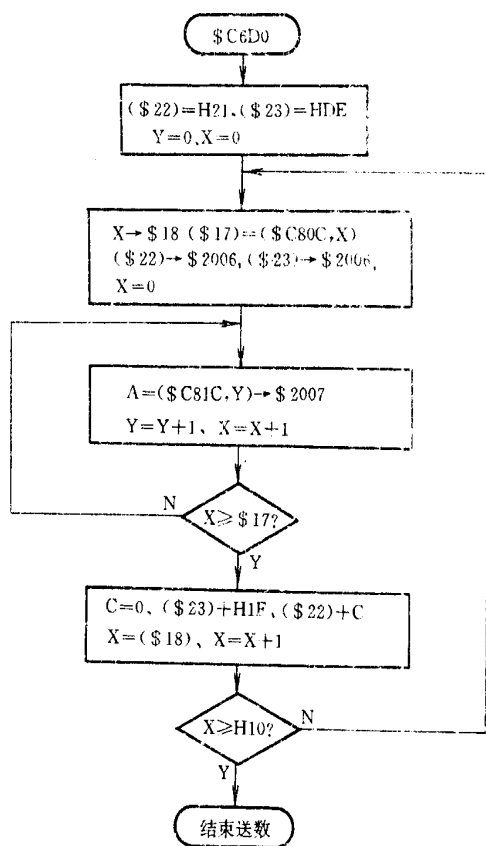 $C6D0
($22)=H21、($23)=HDE
Y=0、X=0
X→$18 ($17)=($C80C,X)
($22)→$2006, ($23)→$2006,
X=0
A=($C81C,Y)→$2007
Y=Y+1、X=X+1
N
X≥$17?
Y
C=0、($23)+H1F、($22)+C
X=($18)、X=X+1
X≥H10?
N
Y
结束送数